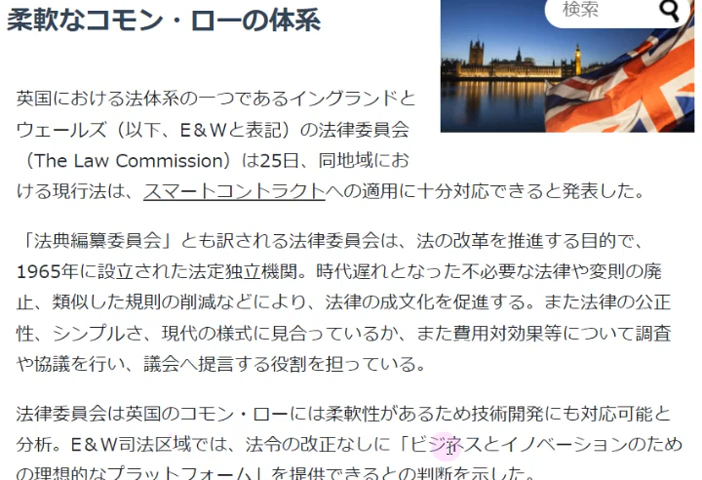 柔軟なコモン・ローの体系
検索
英国における法体系の一つであるイングランドと
ウェールズ（以下、E＆Wと表記）の法律委員会
（The Law Commission）は25日、同地域にお
ける現行法は、スマートコントラクトへの適用に十分対応できると発表した。
「法典編纂委員会」とも訳される法律委員会は、法の改革を推進する目的で、
1965年に設立された法定独立機関。時代遅れとなった不必要な法律や変則の廃
止、類似した規則の削減などにより、法律の成文化を促進する。また法律の公正
性、シンプルさ、現代の様式に見合っているか、また費用対効果等について調査
や協議を行い、議会へ提言する役割を担っている。
法律委員会は英国のコモン・ローには柔軟性があるため技術開発にも対応可能と
分析。E＆W司法区域では、法令の改正なしに「ビジネスとイノベーションのため
の理想的なプラットフォーム」を提供できるとの判断を示した。